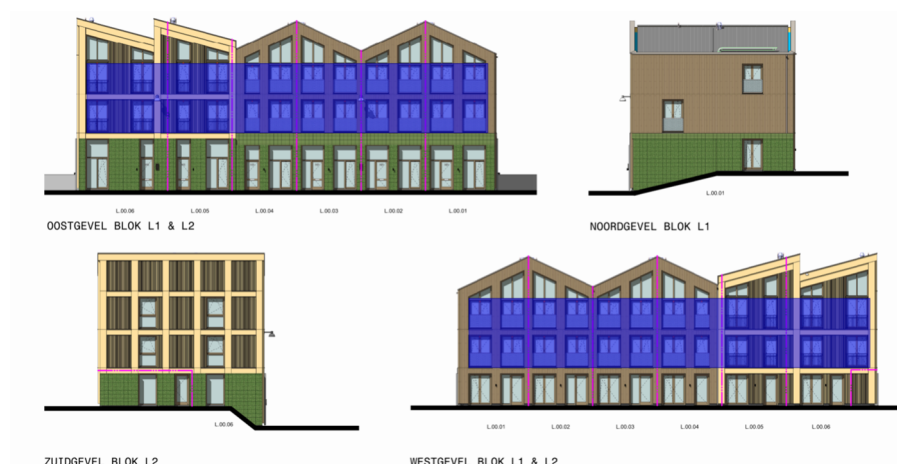 L.00.06 L.00.05 L.00.04 L.00.03 L.00.02 L.00.01
OOSTGEVEL BLOK L1 & L2
L.00.01
NOORDGEVEL BLOK L1
L.00.06
ZUIDGEVEL BLOK L2
L.00.01 L.00.02 L.00.03 L.00.04 L.00.05 L.00.06
WESTGEVEL BLOK L1 & L2